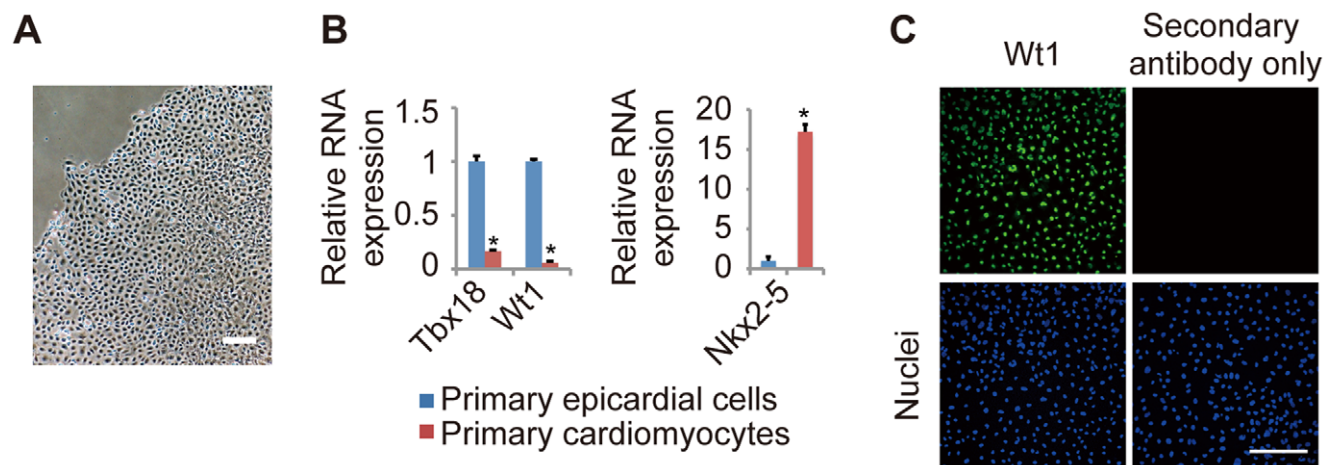 A
B
C
Relative RNA
expression
1.5
1
0.5
0
*
*
Tbx18
Wt1
Relative RNA
expression
20
15
10
5
0
*
Nkx2-5
Primary epicardial cells
Primary cardiomyocytes
Wt1
Secondary
antibody only
Nuclei